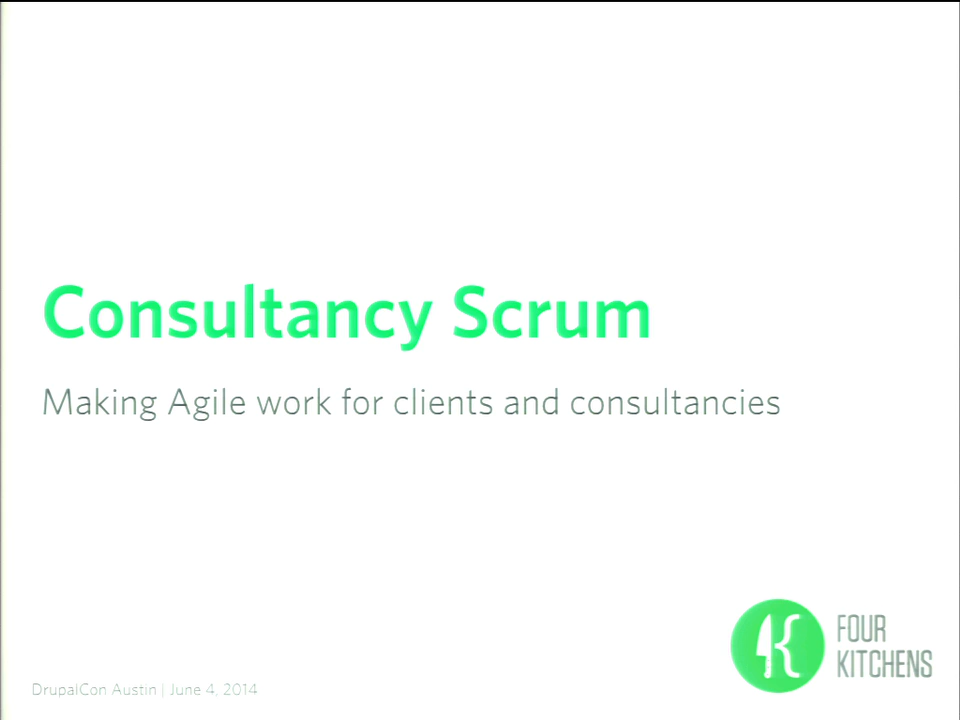 Consultancy Scrum
Making Agile work for clients and consultancies
FOUR
KITCHENS
DrupalCon Austin | June 4, 2014